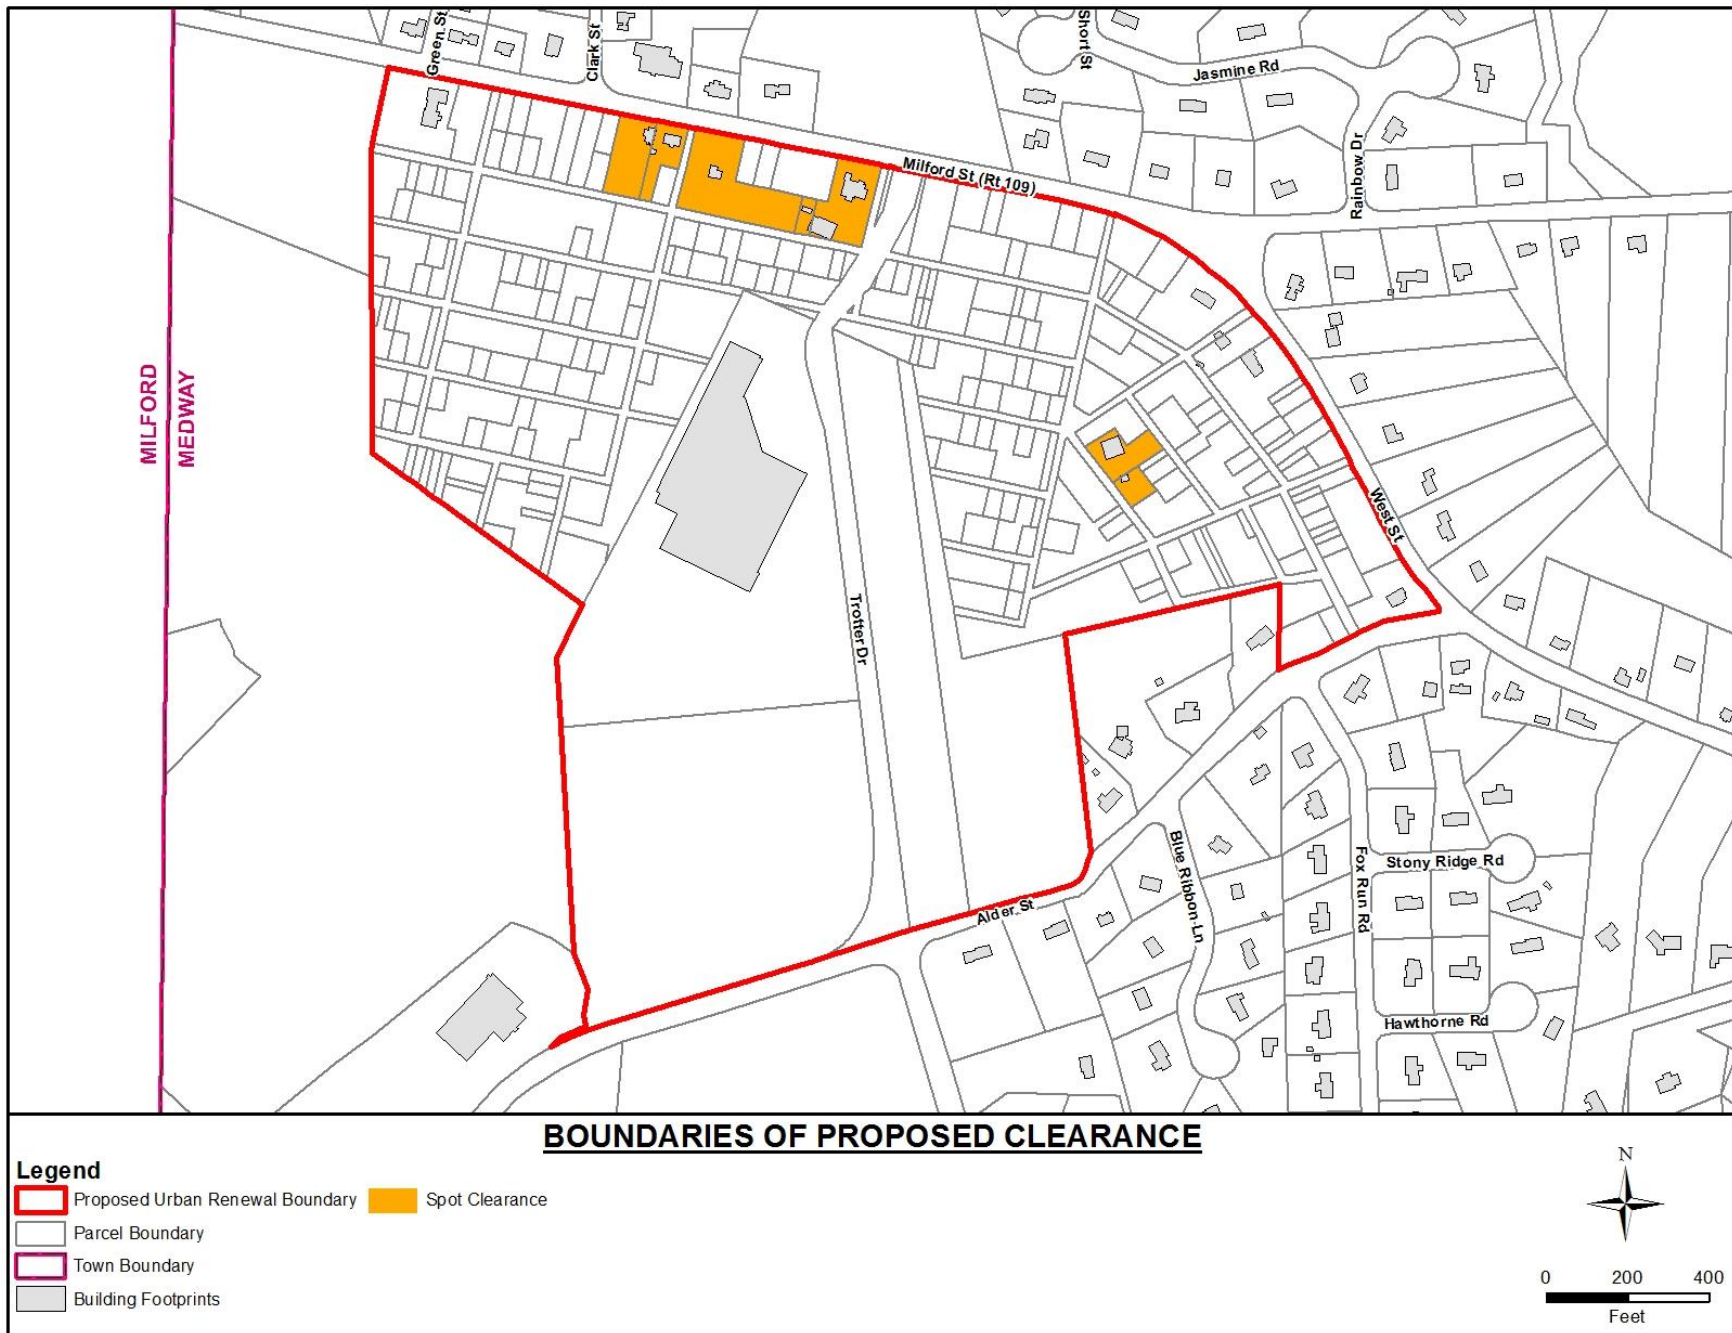 Green St
Clark St
Short St
Jasmine Rd
Rainbow Dr
Milford St (Rt 109)
MILFORD
MEDWAY
West St
Trotter Dr
Alder St
Blue Ribbon Ln
Fox Run Rd
Stony Ridge Rd
Hawthorne Rd
BOUNDARIES OF PROPOSED CLEARANCE
Legend
Proposed Urban Renewal Boundary
Spot Clearance
Parcel Boundary
Town Boundary
Building Footprints
N
0 200 400
Feet